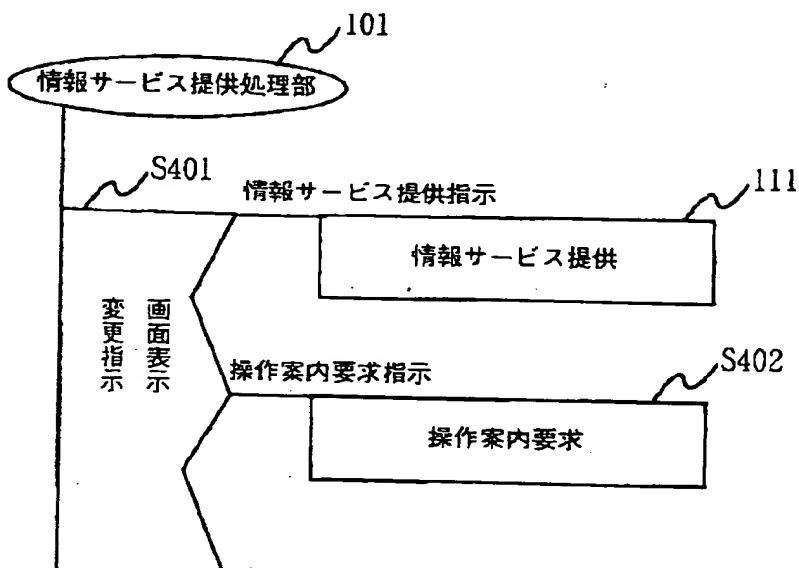 101
情報サービス提供処理部
S401
情報サービス提供指示
111
情報サービス提供
画面表示
変更指示
操作案内要求指示
S402
操作案内要求